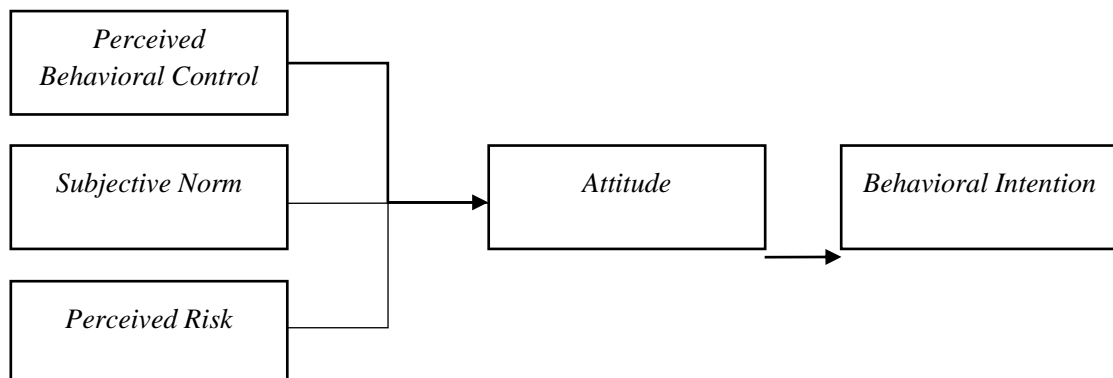 Perceived
Behavioral Control
Subjective Norm
Attitude
Behavioral Intention
Perceived Risk